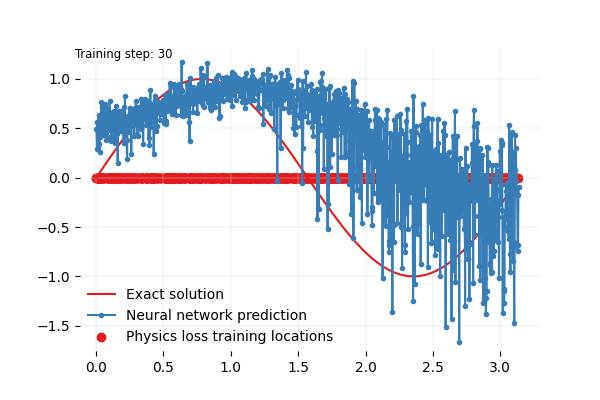 Training step: 30
1.0
0.5
0.0
−0.5
−1.0
−1.5
Exact solution
Neural network prediction
Physics loss training locations
0.0 0.5 1.0 1.5 2.0 2.5 3.0